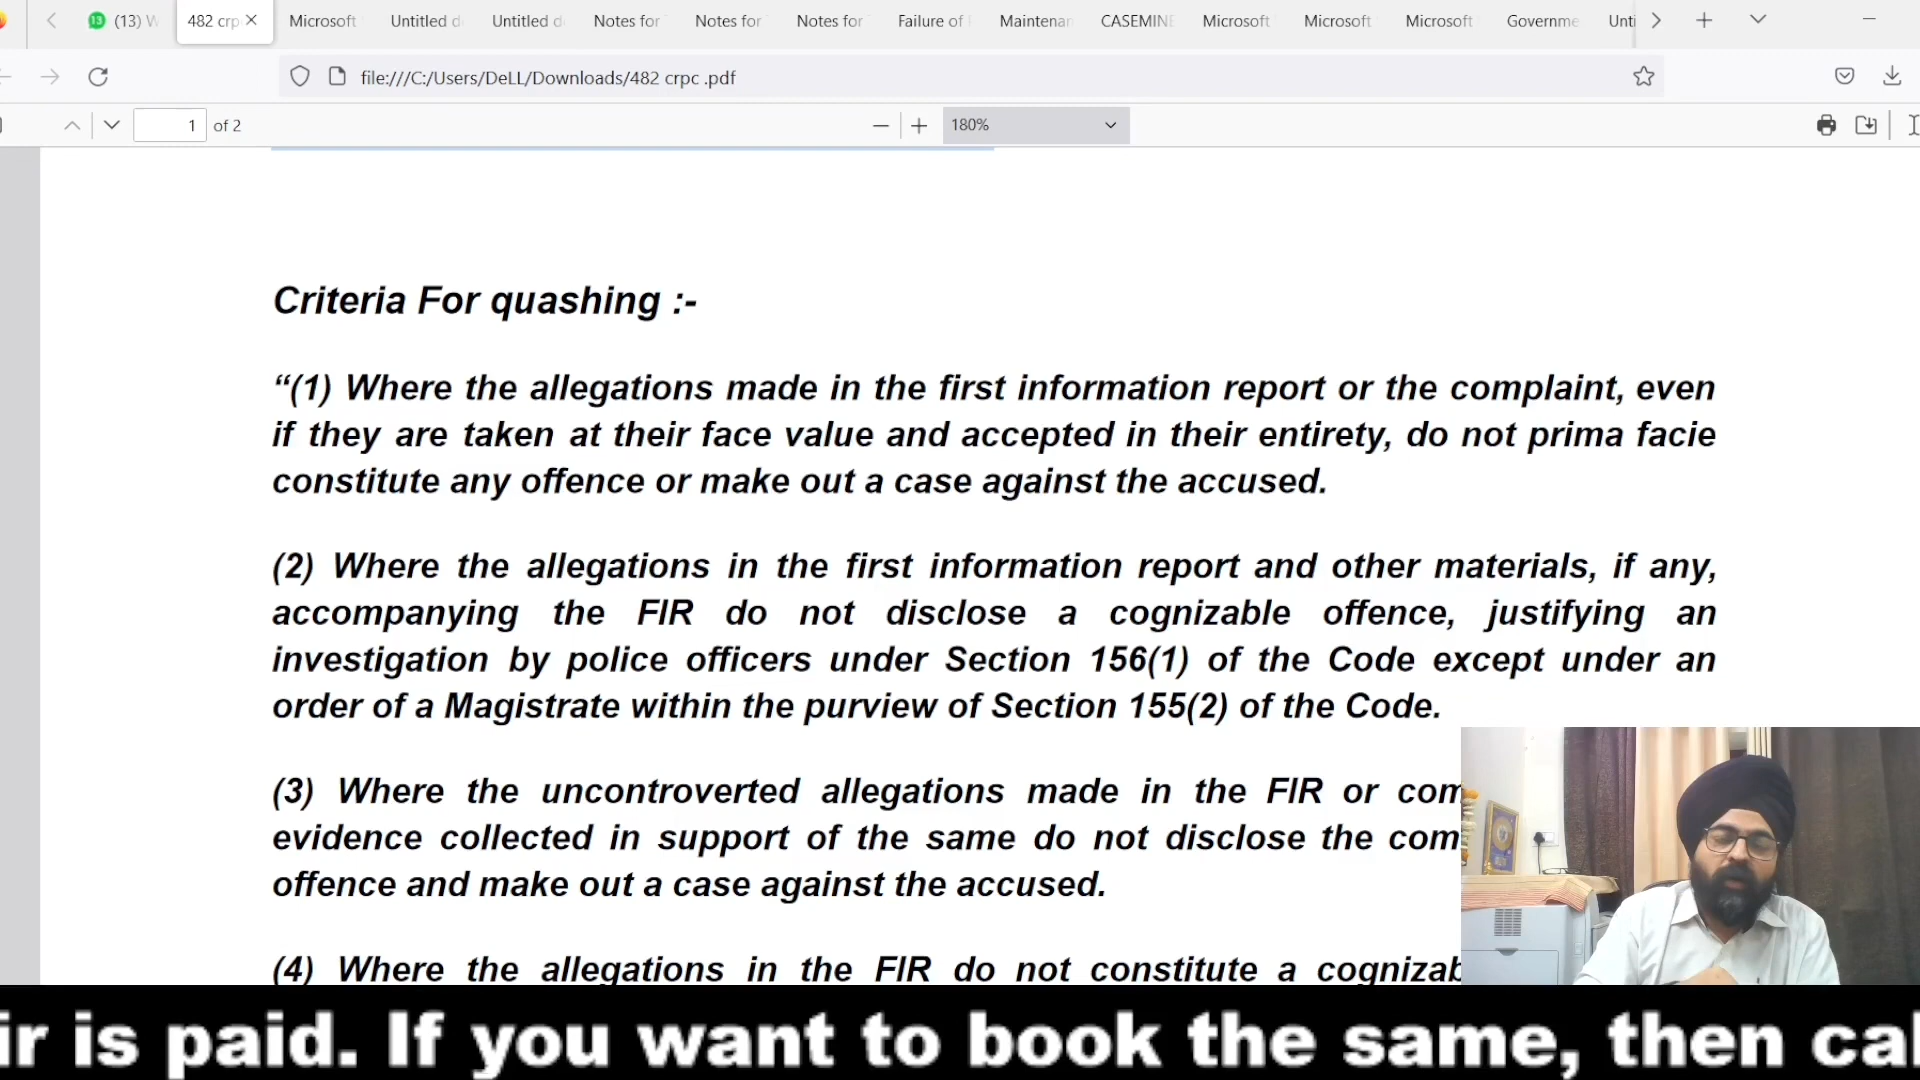 (13) W 482 crp Microsoft Untitled d Untitled d Notes for Notes for Notes for Failure of Maintenan CASEMINE Microsoft Microsoft Microsoft Governme Unti
file:///C:/Users/DeLL/Downloads/482 crpc .pdf
1 of 2 180%
Criteria For quashing :-
“(1) Where the allegations made in the first information report or the complaint, even
if they are taken at their face value and accepted in their entirety, do not prima facie
constitute any offence or make out a case against the accused.
(2) Where the allegations in the first information report and other materials, if any,
accompanying the FIR do not disclose a cognizable offence, justifying an
investigation by police officers under Section 156(1) of the Code except under an
order of a Magistrate within the purview of Section 155(2) of the Code.
(3) Where the uncontroverted allegations made in the FIR or com
evidence collected in support of the same do not disclose the com
offence and make out a case against the accused.
(4) Where the allegations in the FIR do not constitute a cognizab
ir is paid. If you want to book the same, then cal